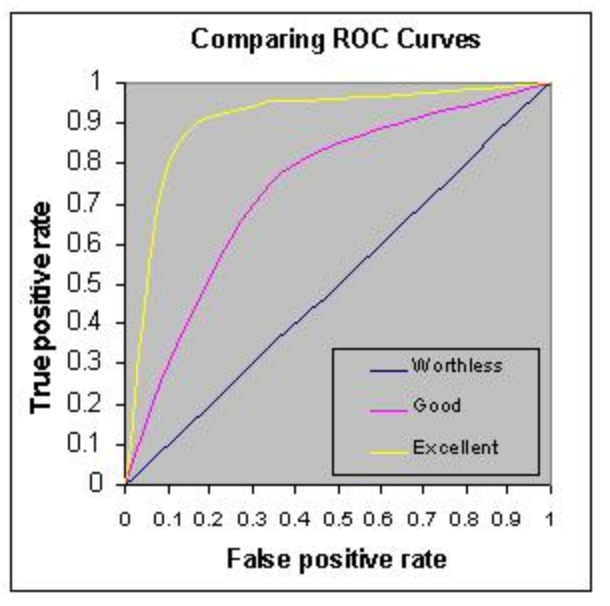 Comparing ROC Curves
True positive rate
1
0.9
0.8
0.7
0.6
0.5
0.4
0.3
0.2
0.1
0
Worthless
Good
Excellent
0 0.1 0.2 0.3 0.4 0.5 0.6 0.7 0.8 0.9 1
False positive rate